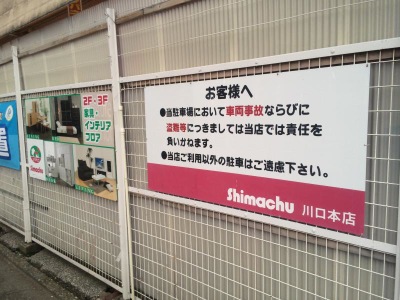 置
2F・3F
家具・
インテリア
フロア
Shimachu
お客様へ
●当駐車場において車両事故ならびに
盗難等につきましては当店では責任を
負いかねます。
●当店ご利用以外の駐車はご遠慮下さい。
Shimachu 川口本店